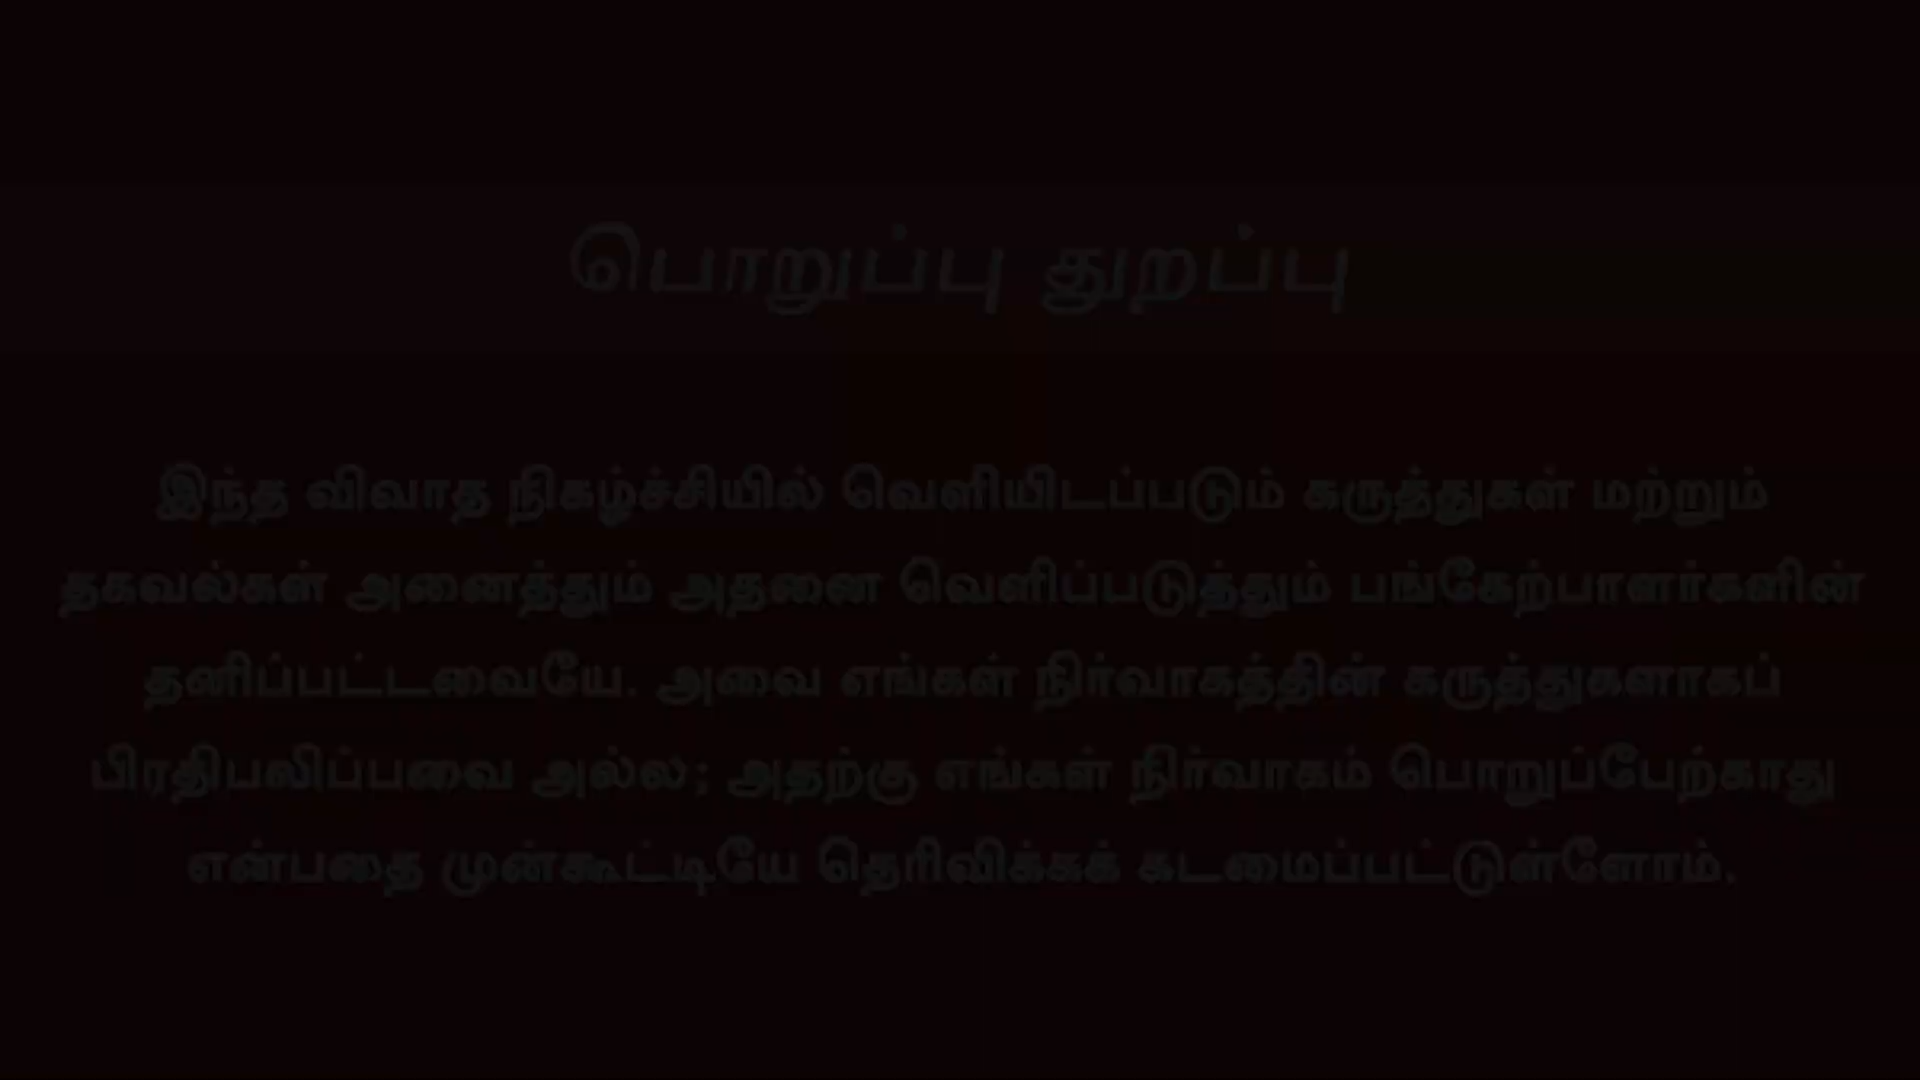 பொறுப்பு துறப்பு
இந்த விவாத நிகழ்ச்சியில் வெளியிடப்படும் கருத்துகள் மற்றும்
தகவல்கள் அனைத்தும் அதனை வெளிப்படுத்தும் பங்கேற்பாளர்களின்
தனிப்பட்டவையே. அவை எங்கள் நிர்வாகத்தின் கருத்துகளாகப்
பிரதிபலிப்பவை அல்ல; அதற்கு எங்கள் நிர்வாகம் பொறுப்பேற்காது
என்பதை முன்கூட்டியே தெரிவிக்கக் கடமைப்பட்டுள்ளோம்.